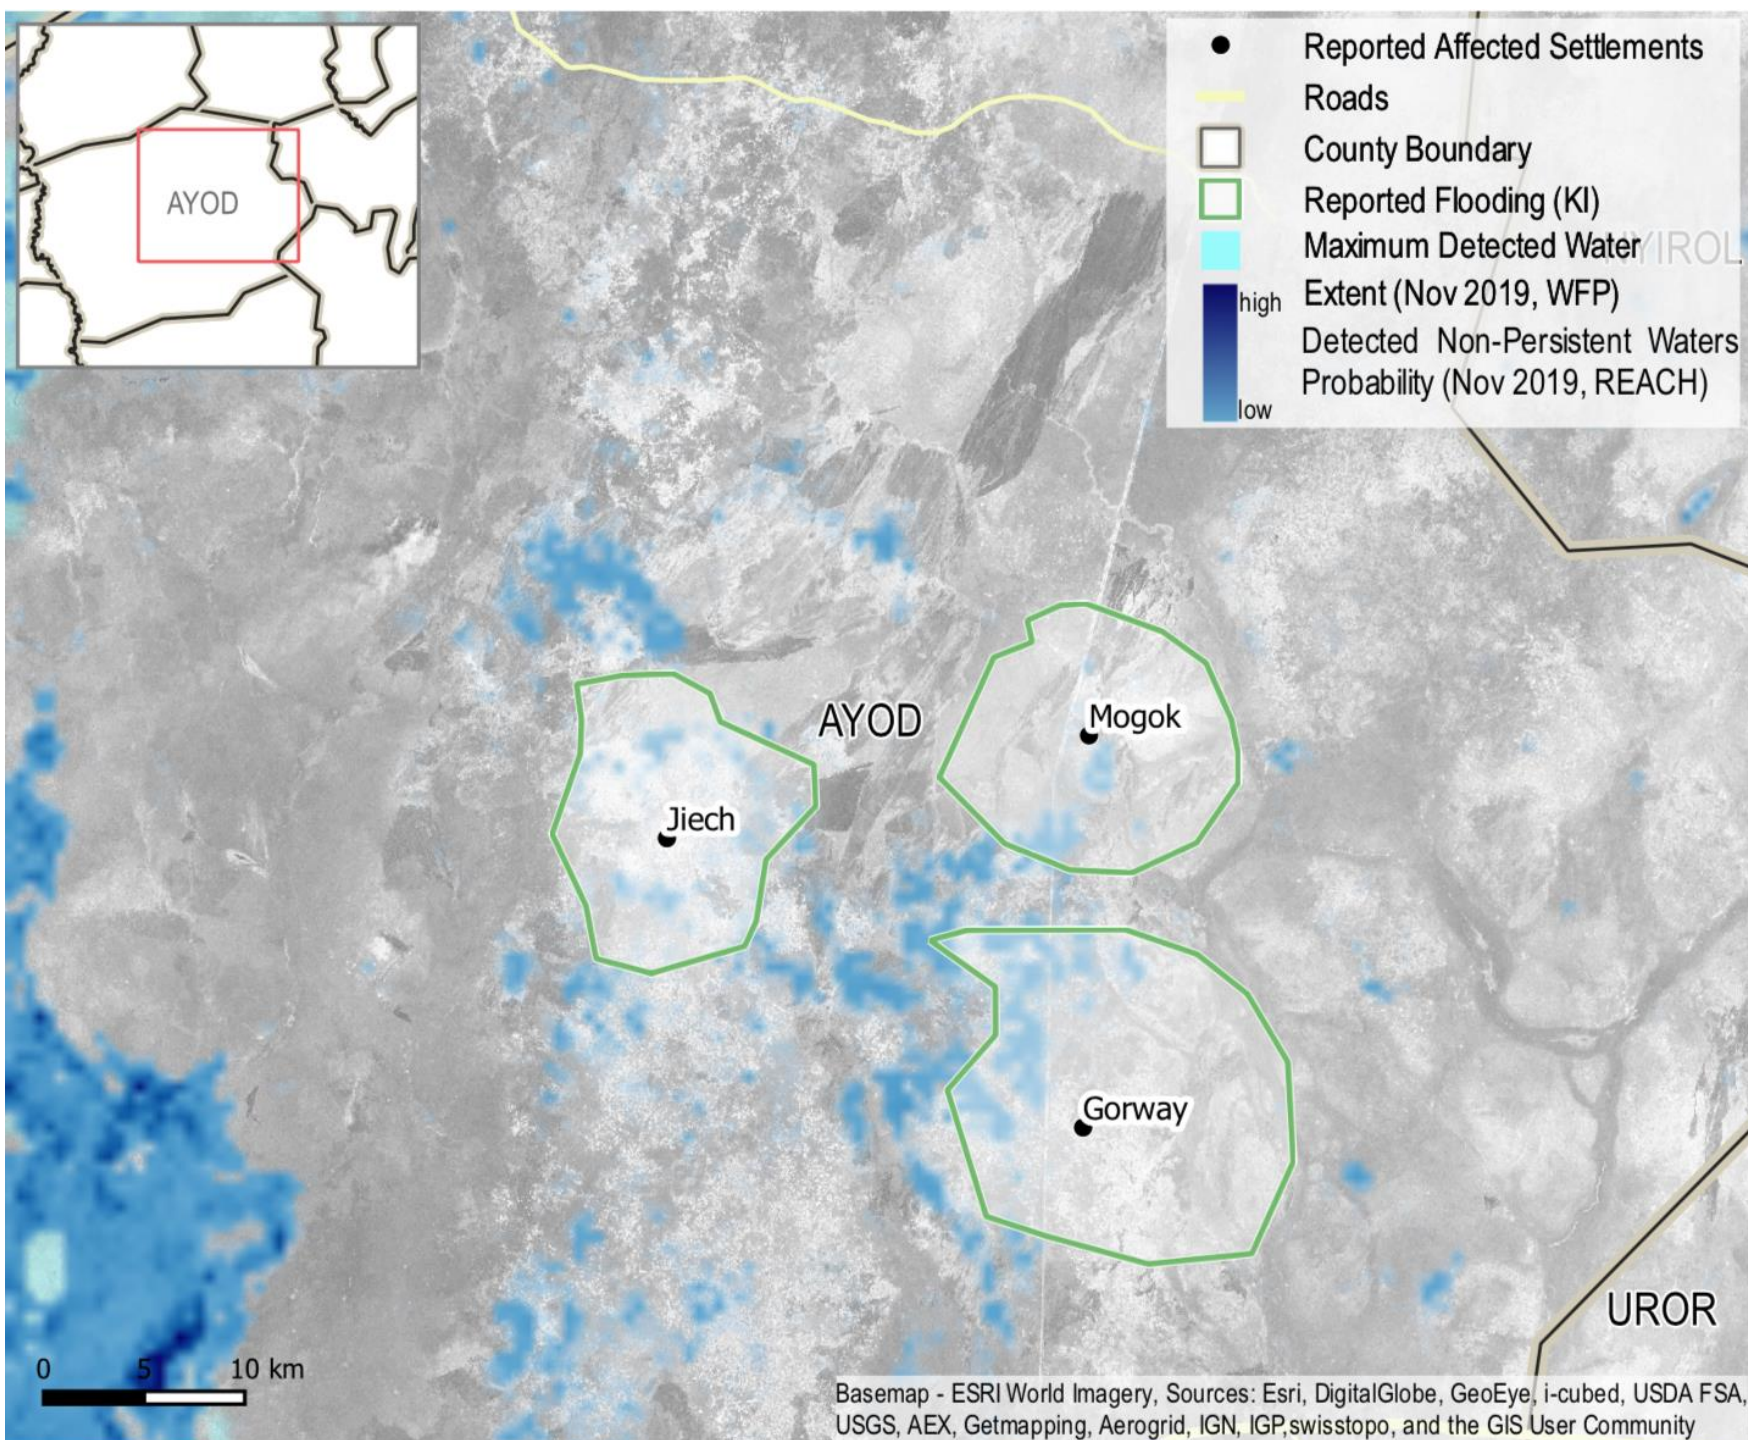 AYOD
Reported Affected Settlements
Roads
County Boundary
Reported Flooding (KI)
Maximum Detected Water
Extent (Nov 2019, WFP)
high
Detected Non-Persistent Waters
Probability (Nov 2019, REACH)
low
NYIROL
AYOD
Mogok
Jiech
Gorway
UROR
0 5 10 km
Basemap - ESRI World Imagery, Sources: Esri, DigitalGlobe, GeoEye, i-cubed, USDA FSA,
USGS, AEX, Getmapping, Aerogrid, IGN, IGP,swisstopo, and the GIS User Community